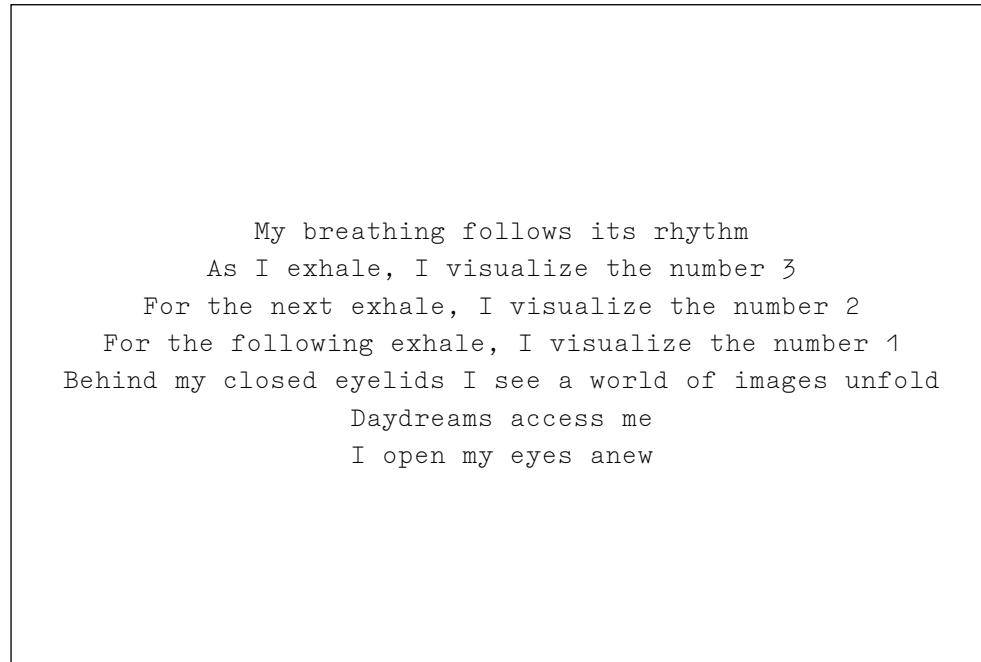 My breathing follows its rhythm
As I exhale, I visualize the number 3
For the next exhale, I visualize the number 2
For the following exhale, I visualize the number 1
Behind my closed eyelids I see a world of images unfold
Daydreams access me
I open my eyes anew